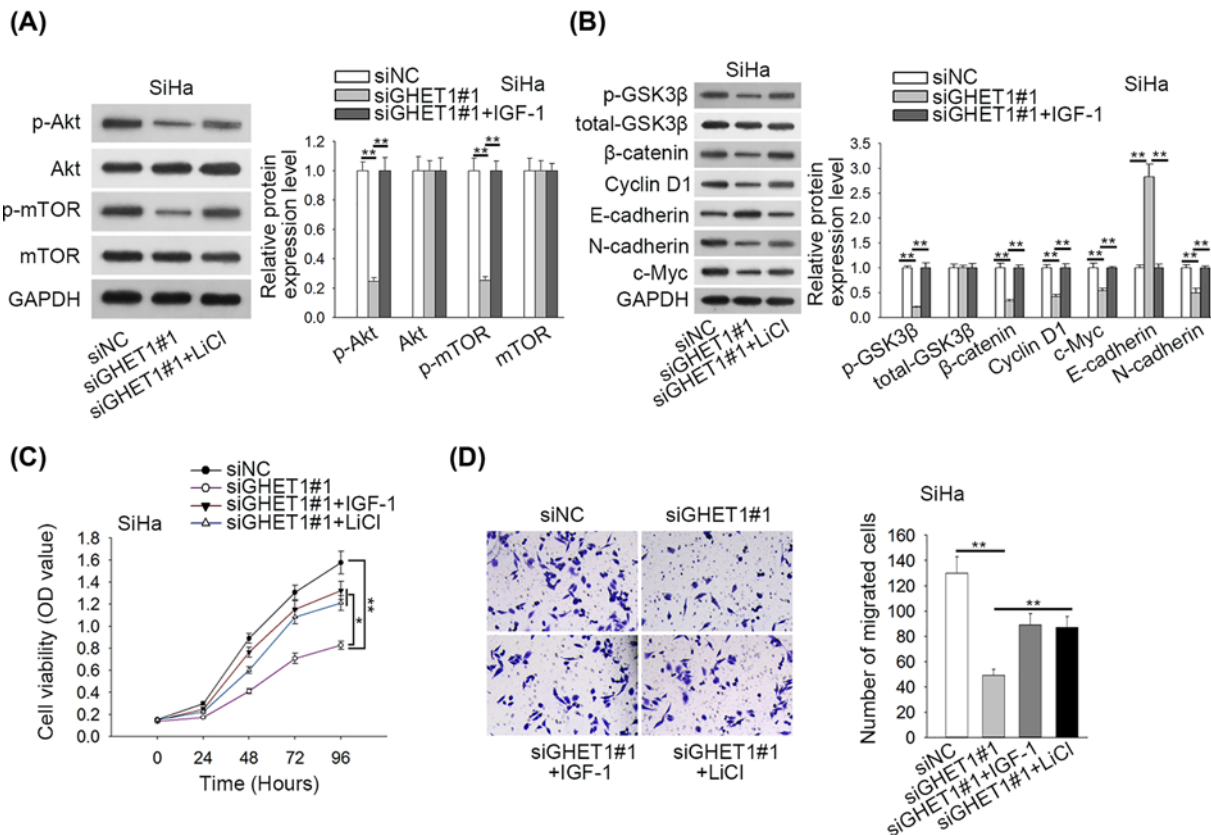 (A)
SiHa
p-Akt
Akt
p-mTOR
mTOR
GAPDH
siNC
siGHET1#1
siGHET1#1+LiCl
siNC
SiHa
siGHET1#1
siGHET1#1+IGF-1
Relative protein
expression level
1.2
1.0
0.8
0.6
0.4
0.2
0.0
** **
** **
p-Akt
Akt
p-mTOR
mTOR
(B)
SiHa
p-GSK3β
total-GSK3β
β-catenin
Cyclin D1
E-cadherin
N-cadherin
c-Myc
GAPDH
siNC
siGHET1#1
siGHET1#1+LiCl
siNC
SiHa
siGHET1#1
siGHET1#1+IGF-1
Relative protein
expression level
3.5
3.0
2.5
2.0
1.5
1.0
0.5
0.0
** **
** **
** **
** **
** **
** **
p-GSK3β
total-GSK3β
β-catenin
Cyclin D1
c-Myc
E-cadherin
N-cadherin
(C)
siNC
siGHET1#1
siGHET1#1+IGF-1
siGHET1#1+LiCl
SiHa
Cell viability (OD value)
1.8
1.6
1.4
1.2
1.0
0.8
0.6
0.4
0.2
0.0
*
**
0 24 48 72 96
Time (Hours)
(D)
siNC siGHET1#1
siGHET1#1 siGHET1#1
+IGF-1 +LiCl
SiHa
Number of migrated cells
160
140
120
100
80
60
40
20
0
**
**
siNC
siGHET1#1
siGHET1#1+IGF-1
siGHET1#1+LiCl